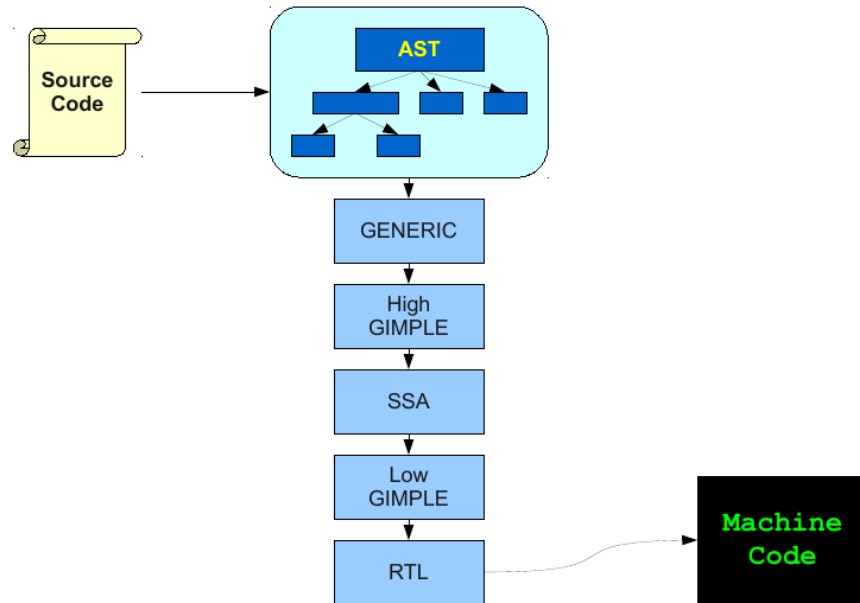 Source
Code
AST
GENERIC
High
GIMPLE
SSA
Low
GIMPLE
RTL
Machine
Code